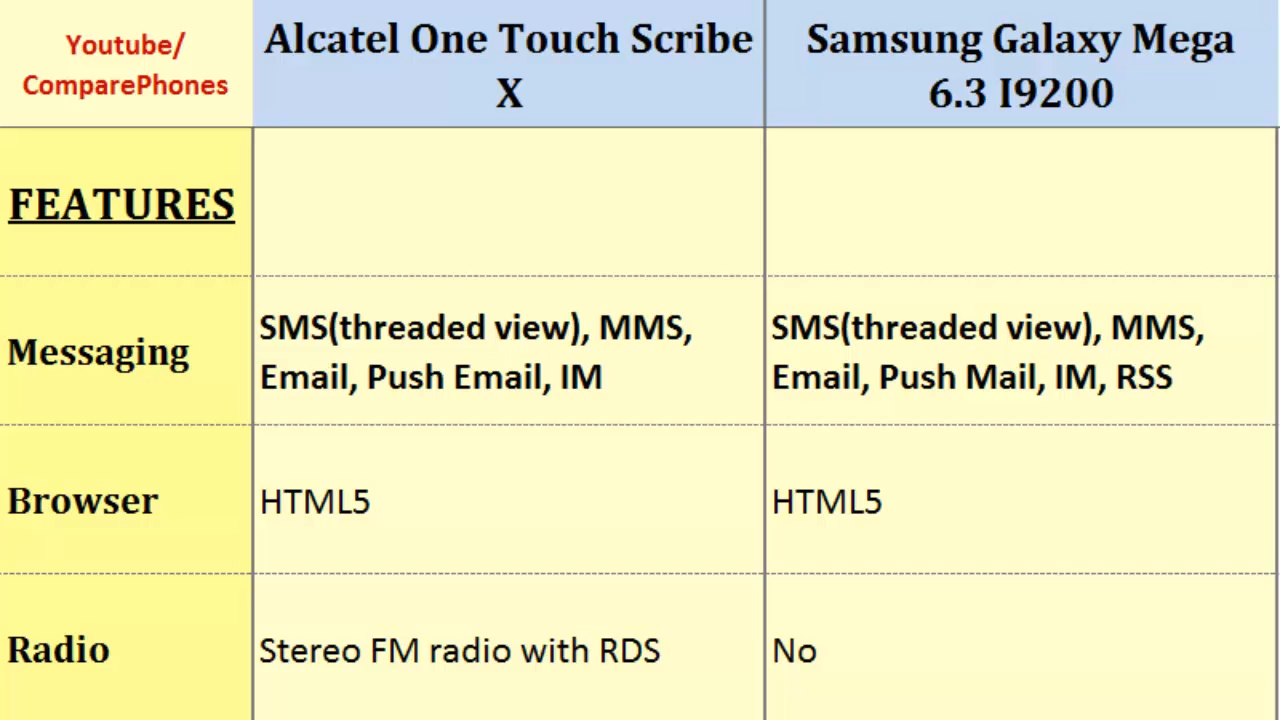 Youtube/
ComparePhones
Alcatel One Touch Scribe
X
Samsung Galaxy Mega
6.3 I9200
FEATURES
Messaging
SMS(threaded view), MMS,
Email, Push Email, IM
SMS(threaded view), MMS,
Email, Push Mail, IM, RSS
Browser
HTML5
HTML5
Radio
Stereo FM radio with RDS
No